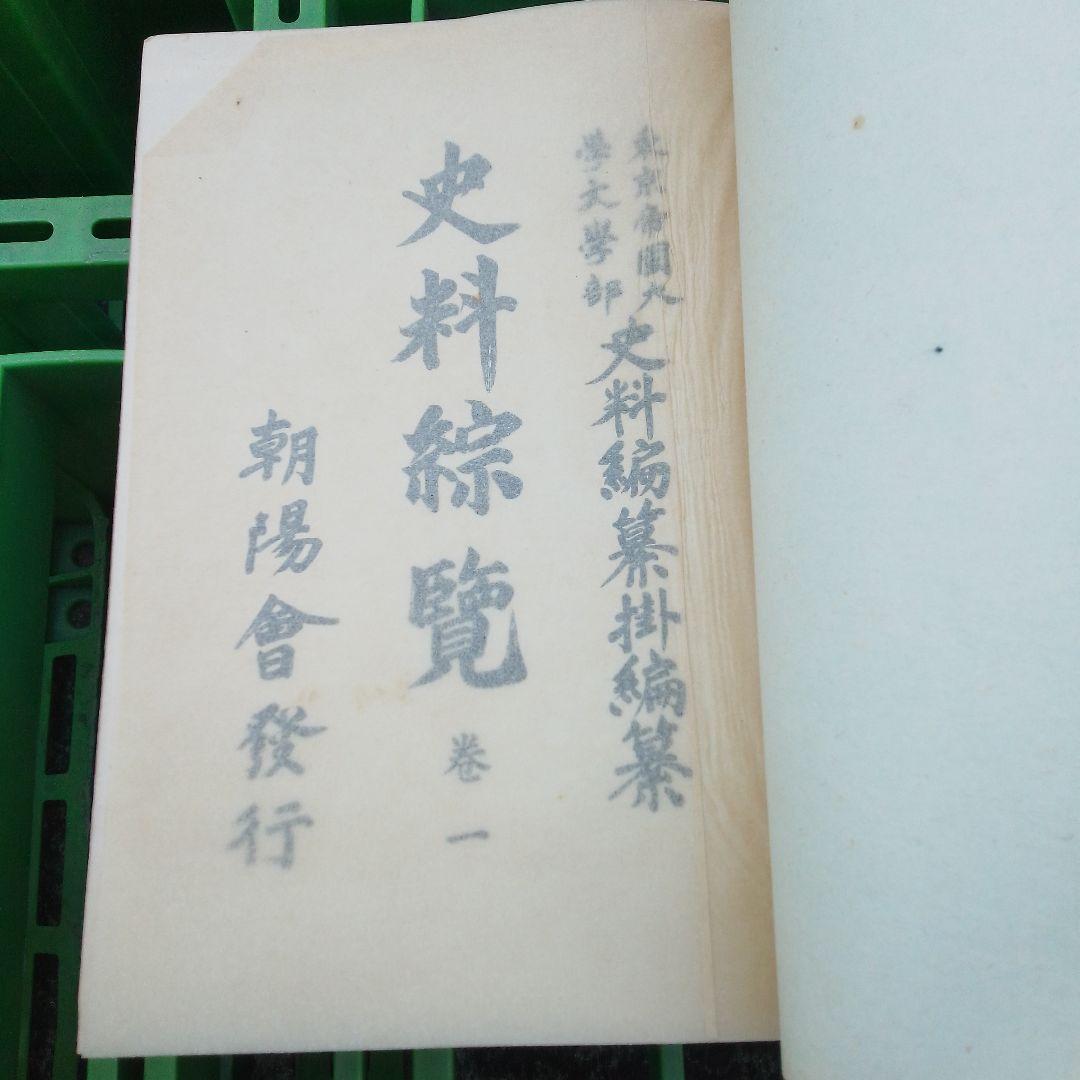 東京帝國大
學文學部
史料編纂掛編纂
史料綜覽
卷一
朝陽會發行